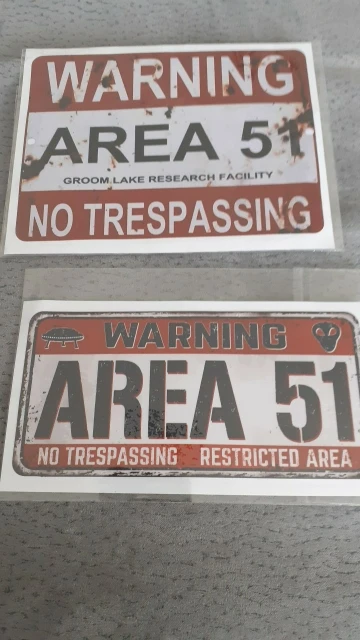 WARNING
AREA 51
GROOM LAKE RESEARCH FACILITY
NO TRESPASSING
WARNING
AREA 51
NO TRESPASSING RESTRICTED AREA